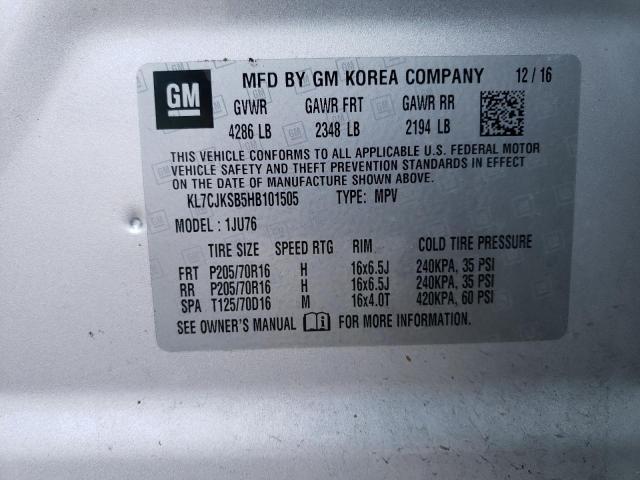 GM
MFD BY GM KOREA COMPANY 12/16
GVWR GAWR FRT GAWR RR
4286 LB 2348 LB 2194 LB
THIS VEHICLE CONFORMS TO ALL APPLICABLE U.S. FEDERAL MOTOR
VEHICLE SAFETY AND THEFT PREVENTION STANDARDS IN EFFECT
ON THE DATE OF MANUFACTURE SHOWN ABOVE.
KL7CJKSB5HB101505 TYPE: MPV
MODEL : 1JU76
TIRE SIZE SPEED RTG RIM COLD TIRE PRESSURE
FRT P205/70R16 H 16x6.5J 240KPA, 35 PSI
RR P205/70R16 H 16x6.5J 240KPA, 35 PSI
SPA T125/70D16 M 16x4.0T 420KPA, 60 PSI
SEE OWNER'S MANUAL FOR MORE INFORMATION.